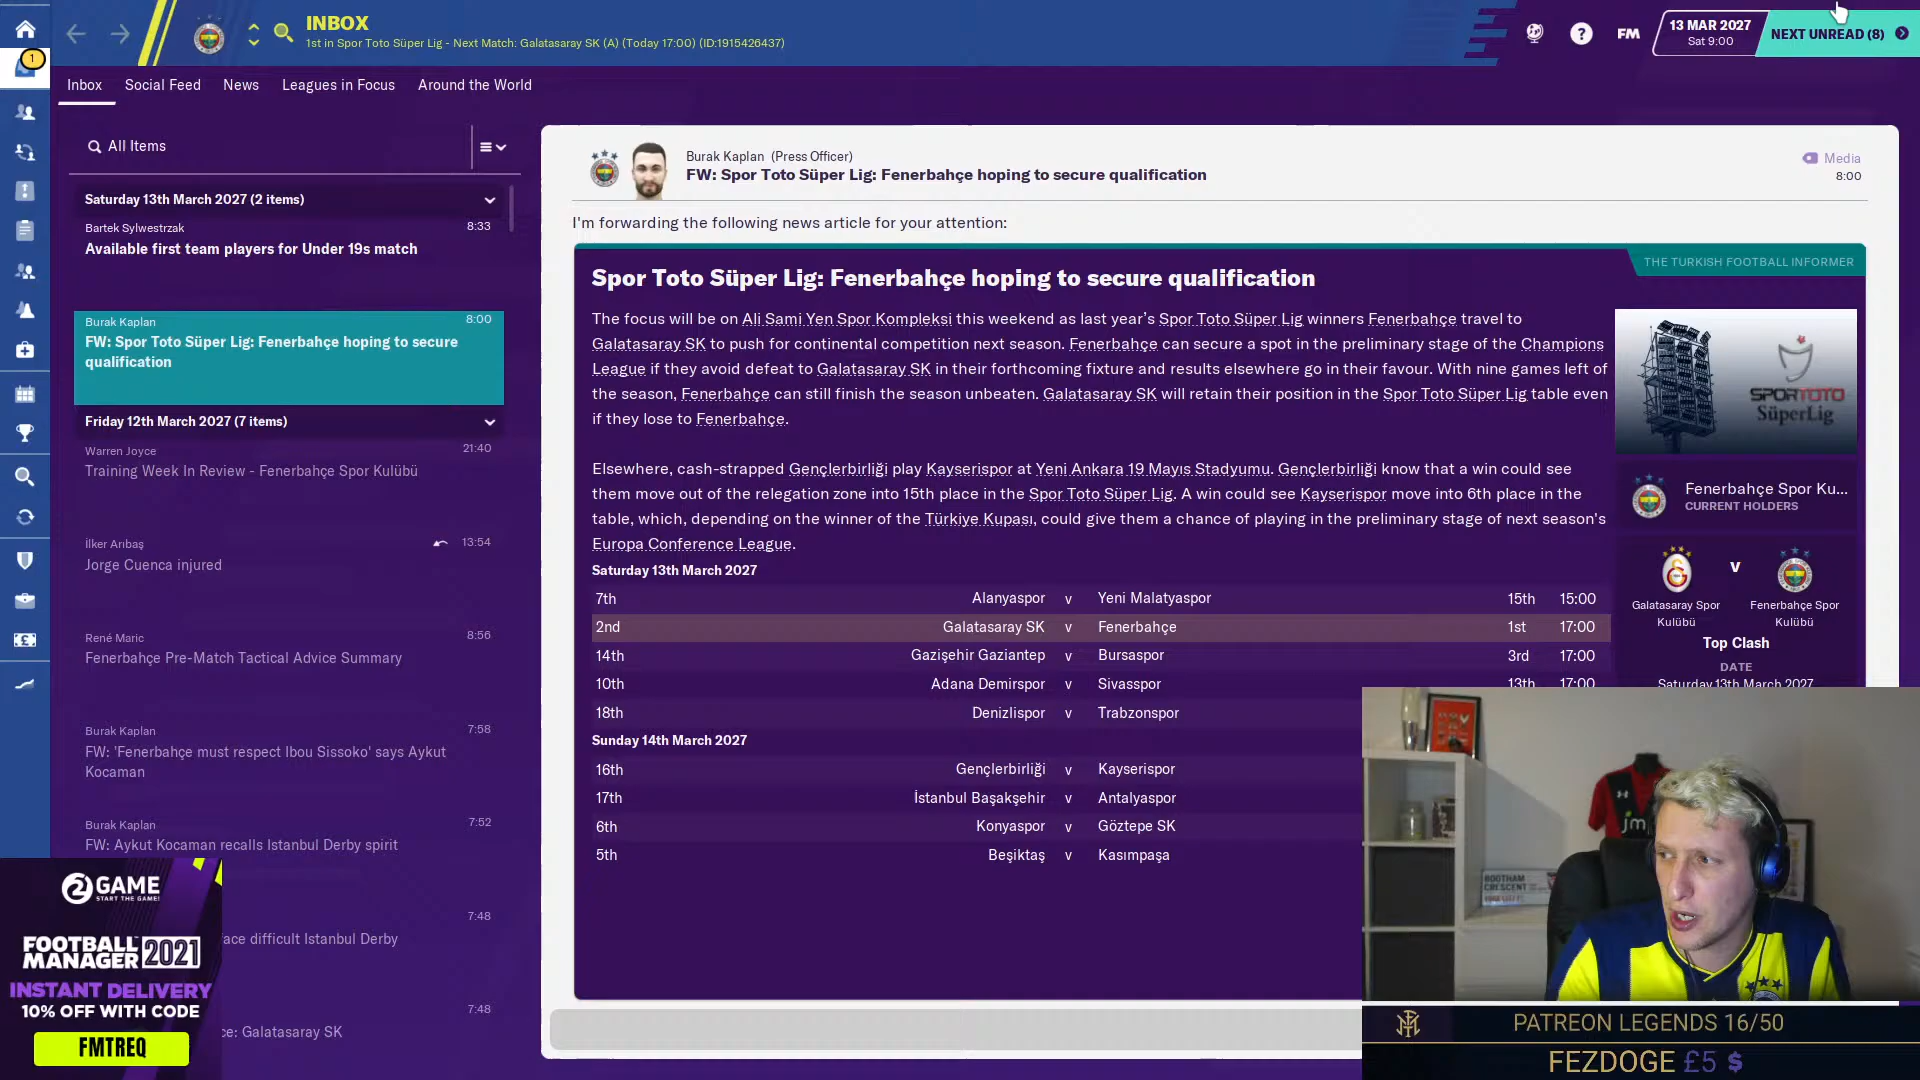 INBOX
1st in Spor Toto Süper Lig - Next Match: Galatasaray SK (A) (Today 17:00) (ID:1915426437)
FM
13 MAR 2027
Sat 9:00
NEXT UNREAD (8)
1
Inbox Social Feed News Leagues in Focus Around the World
All Items
Saturday 13th March 2027 (2 items)
Bartek Sylwestrzak 8:33
Available first team players for Under 19s match
Burak Kaplan 8:00
FW: Spor Toto Süper Lig: Fenerbahçe hoping to secure
qualification
Friday 12th March 2027 (7 items)
Warren Joyce 21:40
Training Week In Review - Fenerbahçe Spor Kulübü
İlker Arıbaş 13:54
Jorge Cuenca injured
René Maric 8:56
Fenerbahçe Pre-Match Tactical Advice Summary
Burak Kaplan 7:58
FW: 'Fenerbahçe must respect Ibou Sissoko' says Aykut
Kocaman
Burak Kaplan 7:52
FW: Aykut Kocaman recalls Istanbul Derby spirit
7:48
face difficult Istanbul Derby
7:48
ce: Galatasaray SK
Burak Kaplan (Press Officer)
FW: Spor Toto Süper Lig: Fenerbahçe hoping to secure qualification
Media
8:00
I'm forwarding the following news article for your attention:
THE TURKISH FOOTBALL INFORMER
Spor Toto Süper Lig: Fenerbahçe hoping to secure qualification
The focus will be on Ali Sami Yen Spor Kompleksi this weekend as last year's Spor Toto Süper Lig winners Fenerbahçe travel to
Galatasaray SK to push for continental competition next season. Fenerbahçe can secure a spot in the preliminary stage of the Champions
League if they avoid defeat to Galatasaray SK in their forthcoming fixture and results elsewhere go in their favour. With nine games left of
the season, Fenerbahçe can still finish the season unbeaten. Galatasaray SK will retain their position in the Spor Toto Süper Lig table even
if they lose to Fenerbahçe.
Elsewhere, cash-strapped Gençlerbirliği play Kayserispor at Yeni Ankara 19 Mayıs Stadyumu. Gençlerbirliği know that a win could see
them move out of the relegation zone into 15th place in the Spor Toto Süper Lig. A win could see Kayserispor move into 6th place in the
table, which, depending on the winner of the Türkiye Kupası, could give them a chance of playing in the preliminary stage of next season's
Europa Conference League.
Saturday 13th March 2027
7th Alanyaspor v Yeni Malatyaspor 15th 15:00
2nd Galatasaray SK v Fenerbahçe 1st 17:00
14th Gazişehir Gaziantep v Bursaspor 3rd 17:00
10th Adana Demirspor v Sivasspor 13th 17:00
18th Denizlispor v Trabzonspor
Sunday 14th March 2027
16th Gençlerbirliği v Kayserispor
17th İstanbul Başakşehir v Antalyaspor
6th Konyaspor v Göztepe SK
5th Beşiktaş v Kasımpaşa
SPORTOTO
SüperLig
Fenerbahçe Spor Ku...
CURRENT HOLDERS
v
Galatasaray Spor
Kulübü
Fenerbahçe Spor
Kulübü
Top Clash
DATE
Saturday 13th March 2027
2GAME
START THE GAME!
FOOTBALL
MANAGER 2021
INSTANT DELIVERY
10% OFF WITH CODE
FMTREQ
jm
BOOTHAM
CRESCENT
PATREON LEGENDS 16/50
FEZDOGE £5 $